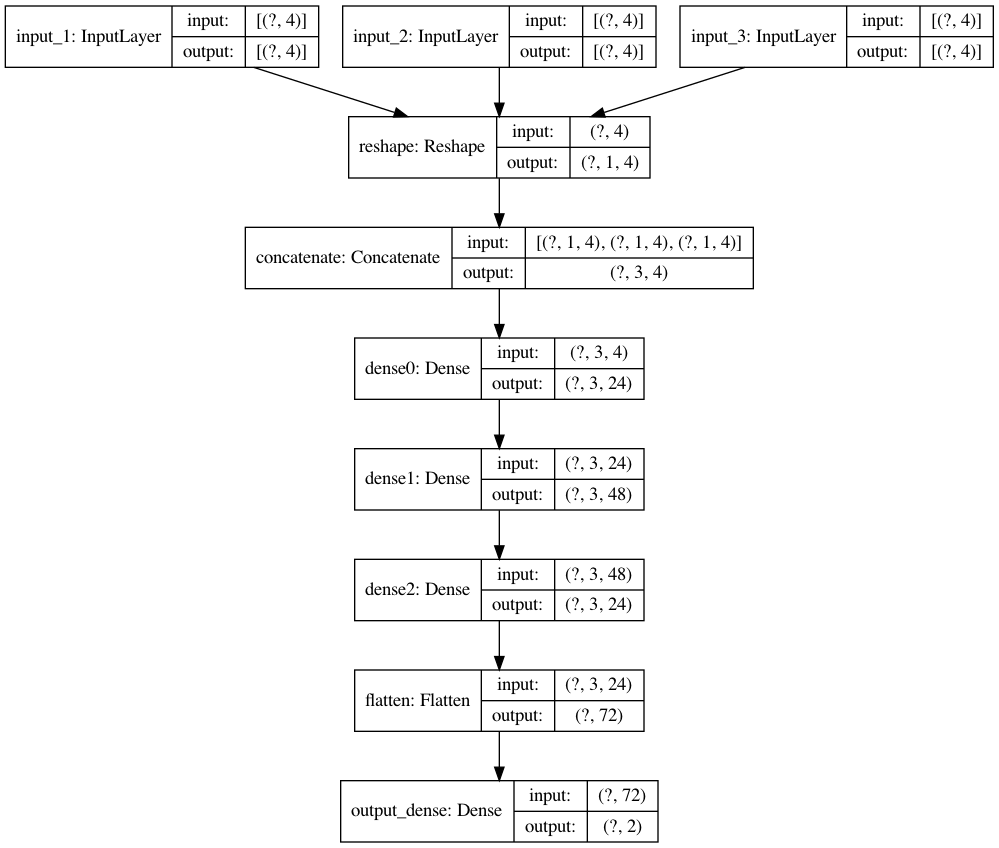 input_1: InputLayer input: [(?, 4)] output: [(?, 4)]
input_2: InputLayer input: [(?, 4)] output: [(?, 4)]
input_3: InputLayer input: [(?, 4)] output: [(?, 4)]
reshape: Reshape input: (?, 4) output: (?, 1, 4)
concatenate: Concatenate input: [(?, 1, 4), (?, 1, 4), (?, 1, 4)] output: (?, 3, 4)
dense0: Dense input: (?, 3, 4) output: (?, 3, 24)
dense1: Dense input: (?, 3, 24) output: (?, 3, 48)
dense2: Dense input: (?, 3, 48) output: (?, 3, 24)
flatten: Flatten input: (?, 3, 24) output: (?, 72)
output_dense: Dense input: (?, 72) output: (?, 2)